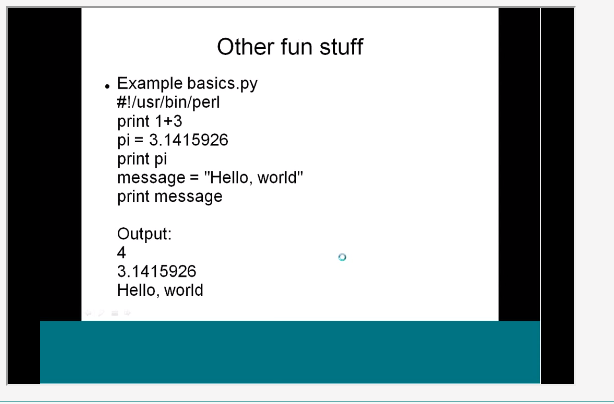 Other fun stuff
• Example basics.py
#!/usr/bin/perl
print 1+3
pi = 3.1415926
print pi
message = "Hello, world"
print message
Output:
4
3.1415926
Hello, world